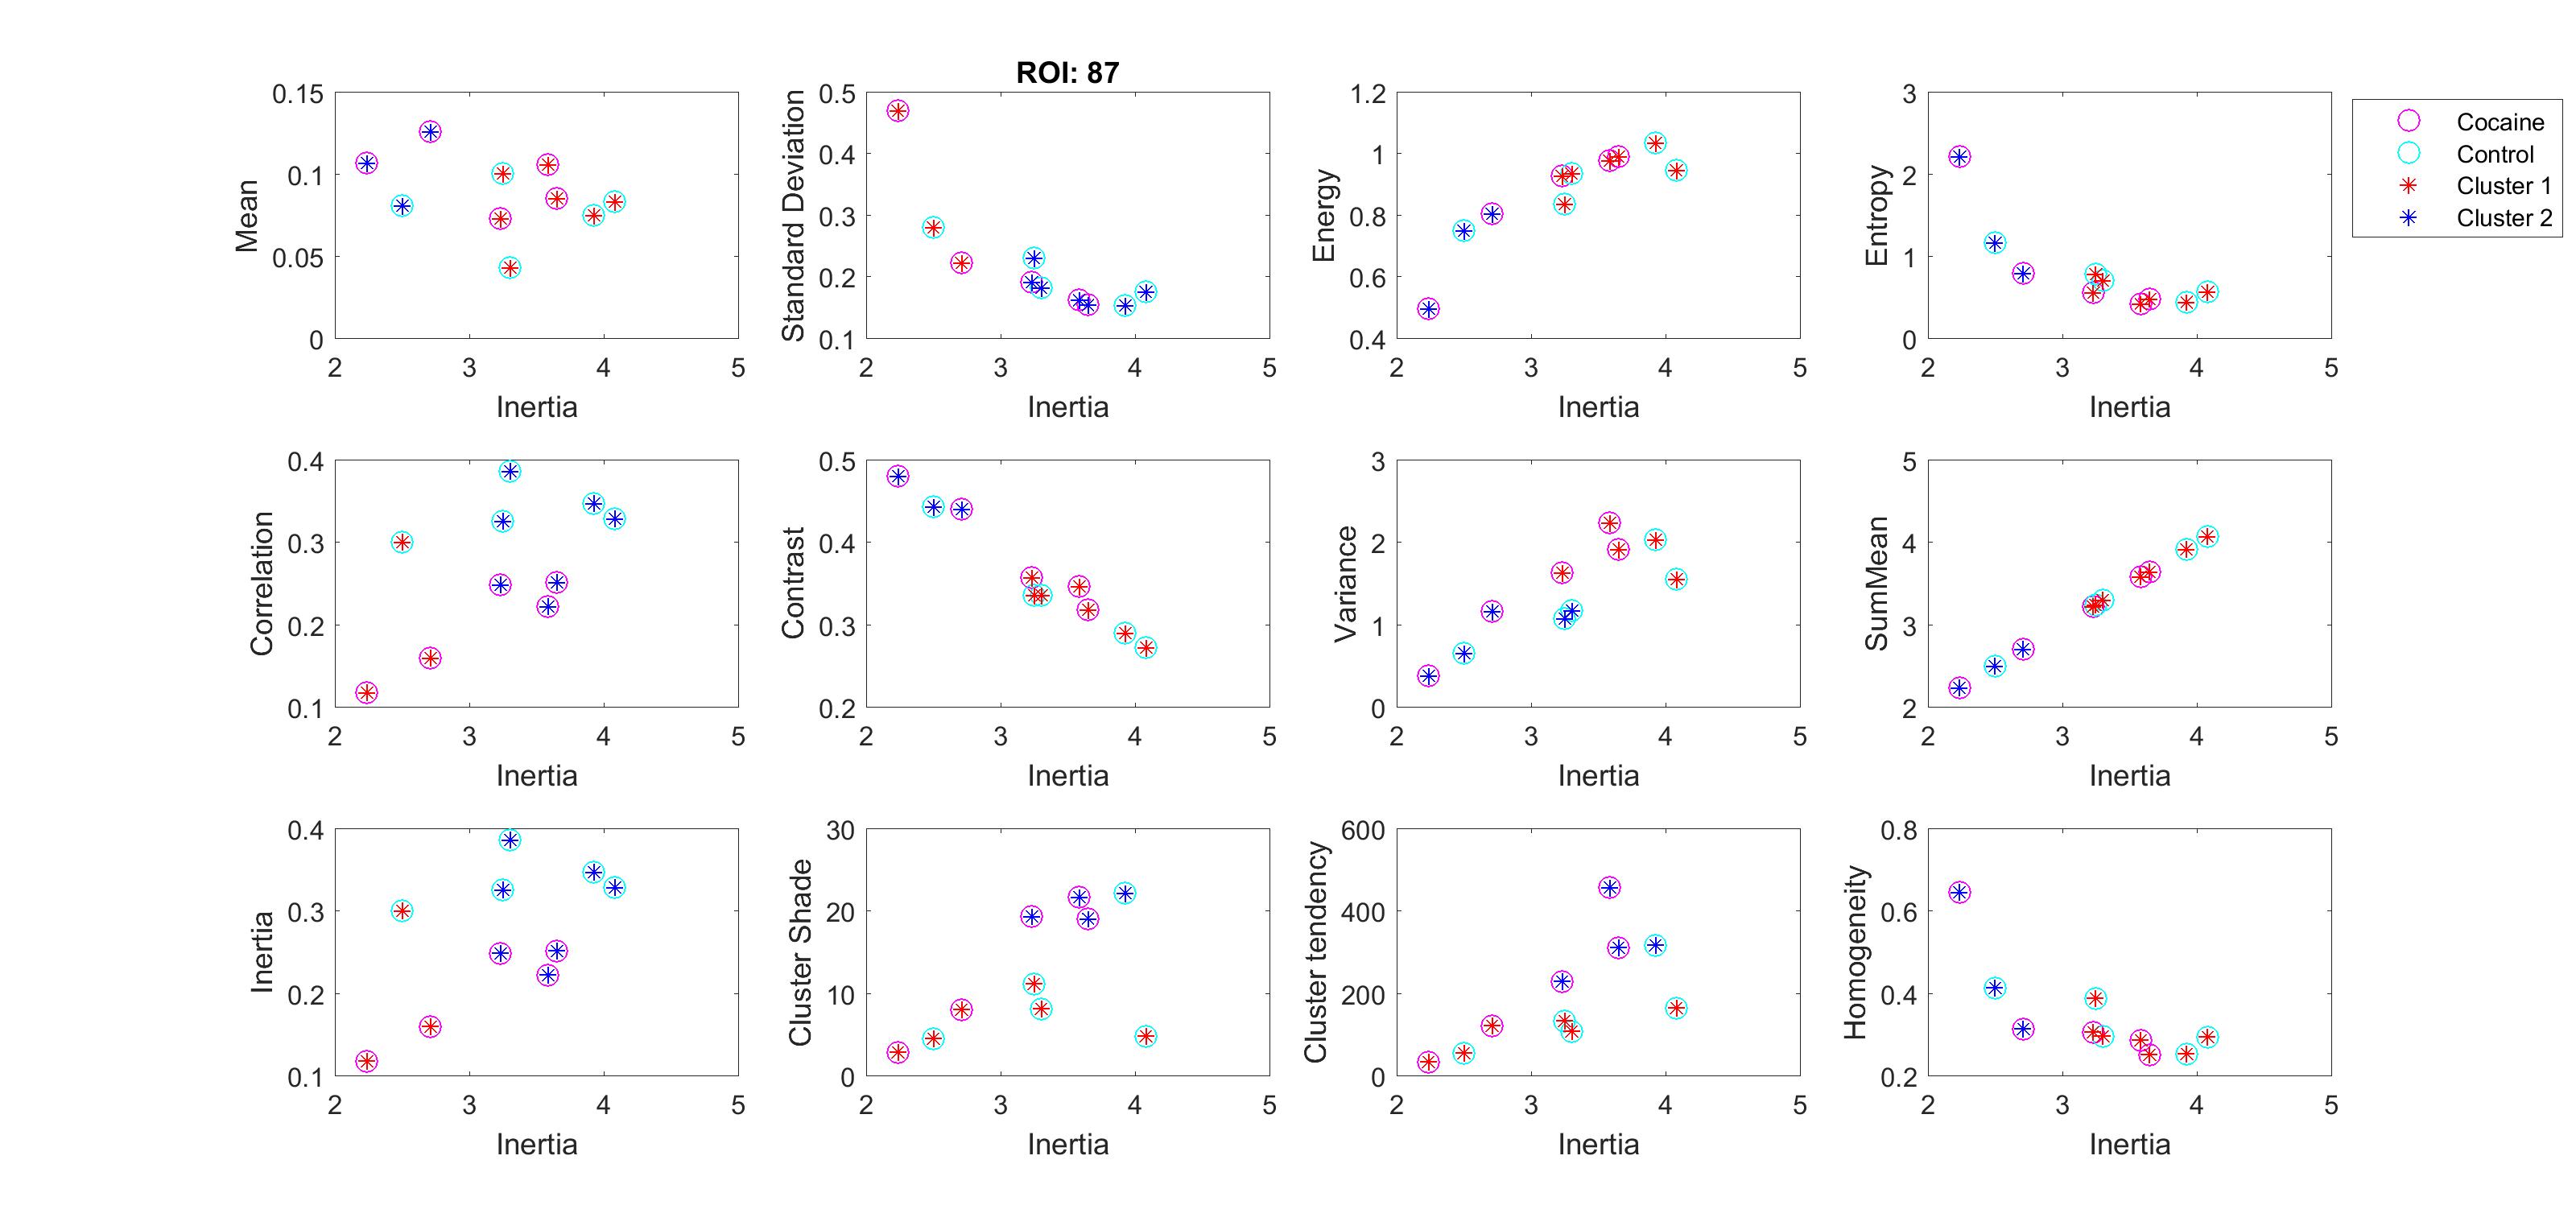 ROI: 87
0.15
0.1
0.05
0
Mean
2 3 4 5
Inertia
0.5
0.4
0.3
0.2
0.1
Standard Deviation
2 3 4 5
Inertia
1.2
1
0.8
0.6
0.4
Energy
2 3 4 5
Inertia
3
2
1
0
Entropy
2 3 4 5
Inertia
Cocaine
Control
Cluster 1
Cluster 2
0.4
0.3
0.2
0.1
Correlation
2 3 4 5
Inertia
0.5
0.4
0.3
0.2
Contrast
2 3 4 5
Inertia
3
2
1
0
Variance
2 3 4 5
Inertia
5
4
3
2
SumMean
2 3 4 5
Inertia
0.4
0.3
0.2
0.1
Inertia
2 3 4 5
Inertia
30
20
10
0
Cluster Shade
2 3 4 5
Inertia
600
400
200
0
Cluster tendency
2 3 4 5
Inertia
0.8
0.6
0.4
0.2
Homogeneity
2 3 4 5
Inertia